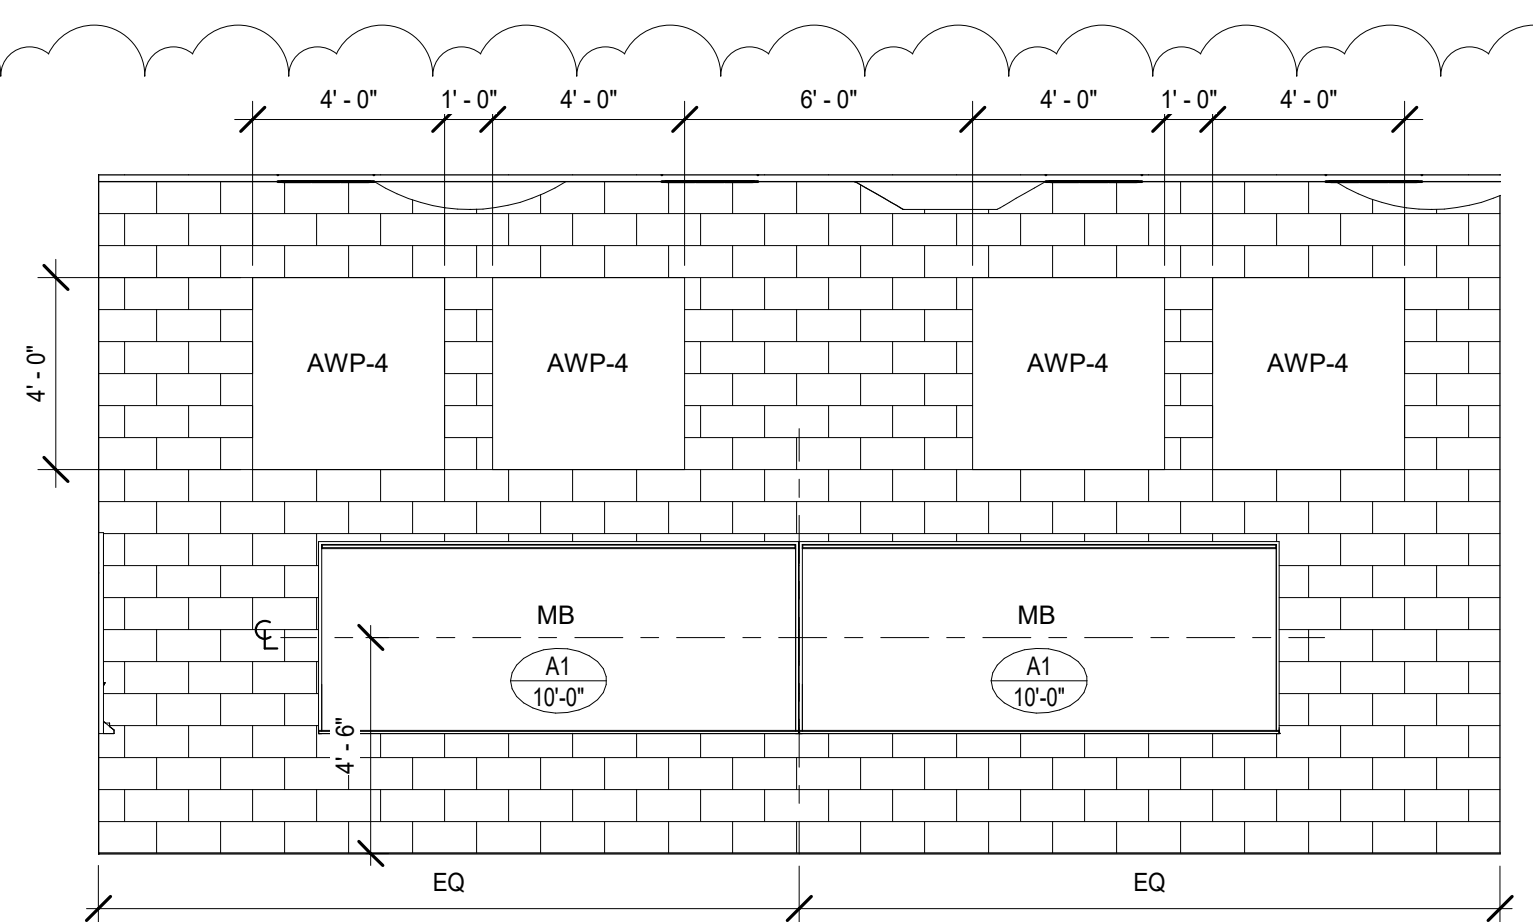 4' - 0" 1' - 0" 4' - 0" 6' - 0" 4' - 0" 1' - 0" 4' - 0"
4' - 0"
AWP-4 AWP-4 AWP-4 AWP-4
MB MB
℄
A1 A1
10'-0" 10'-0"
4' - 6"
EQ EQ